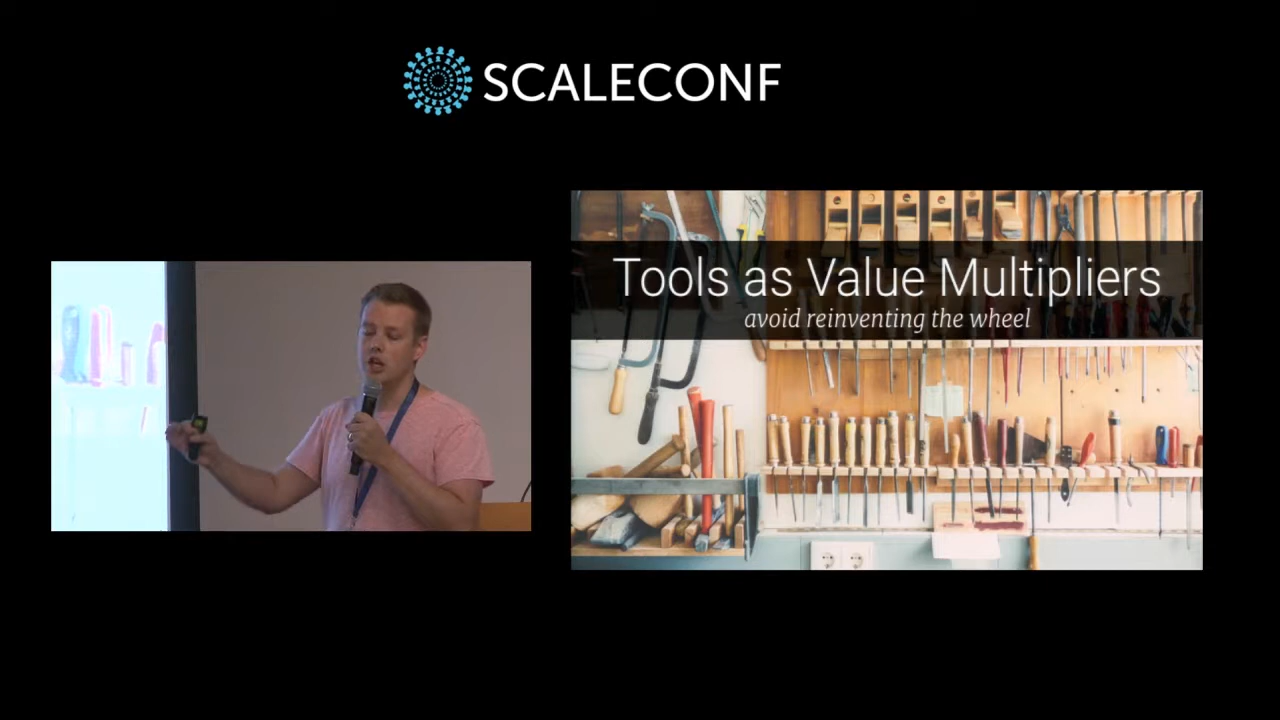 SCALECONF
Tools as Value Multipliers
avoid reinventing the wheel